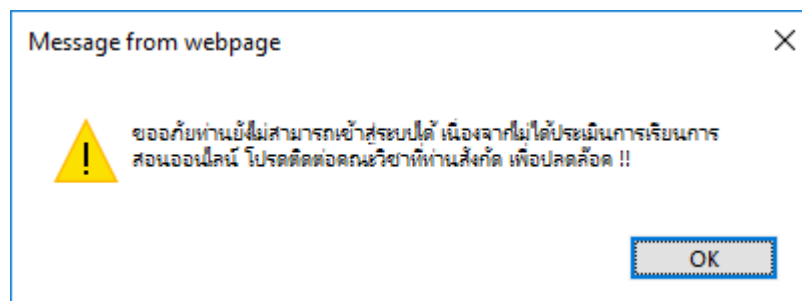 Message from webpage
ขออภัยท่านยังไม่สามารถเข้าสู่ระบบได้ เนื่องจากไม่ได้ประเมินการเรียนการ
สอนออนไลน์ โปรดติดต่อคณะวิชาที่ท่านสังกัด เพื่อปลดล๊อค !!
OK